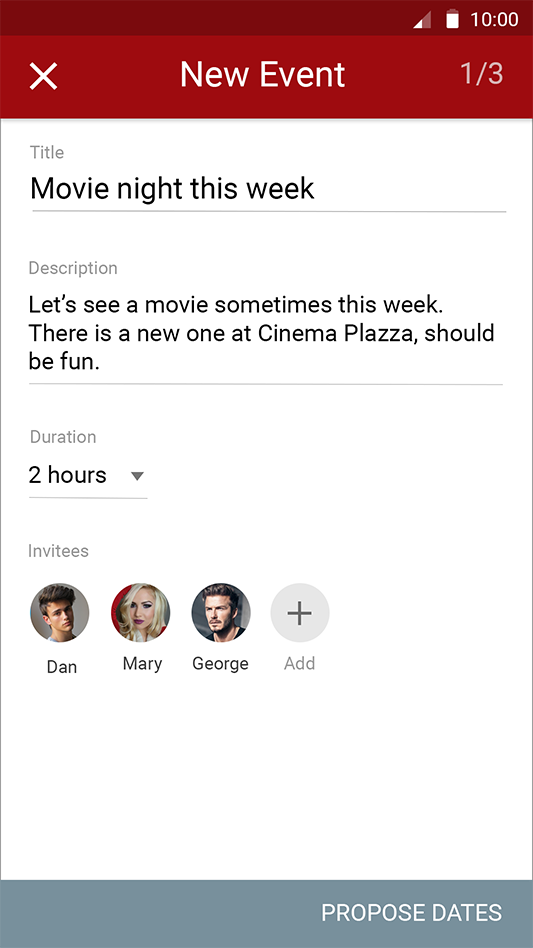 10:00
New Event 1/3
Title
Movie night this week
Description
Let’s see a movie sometimes this week.
There is a new one at Cinema Plazza, should
be fun.
Duration
2 hours
Invitees
Dan Mary George Add
PROPOSE DATES